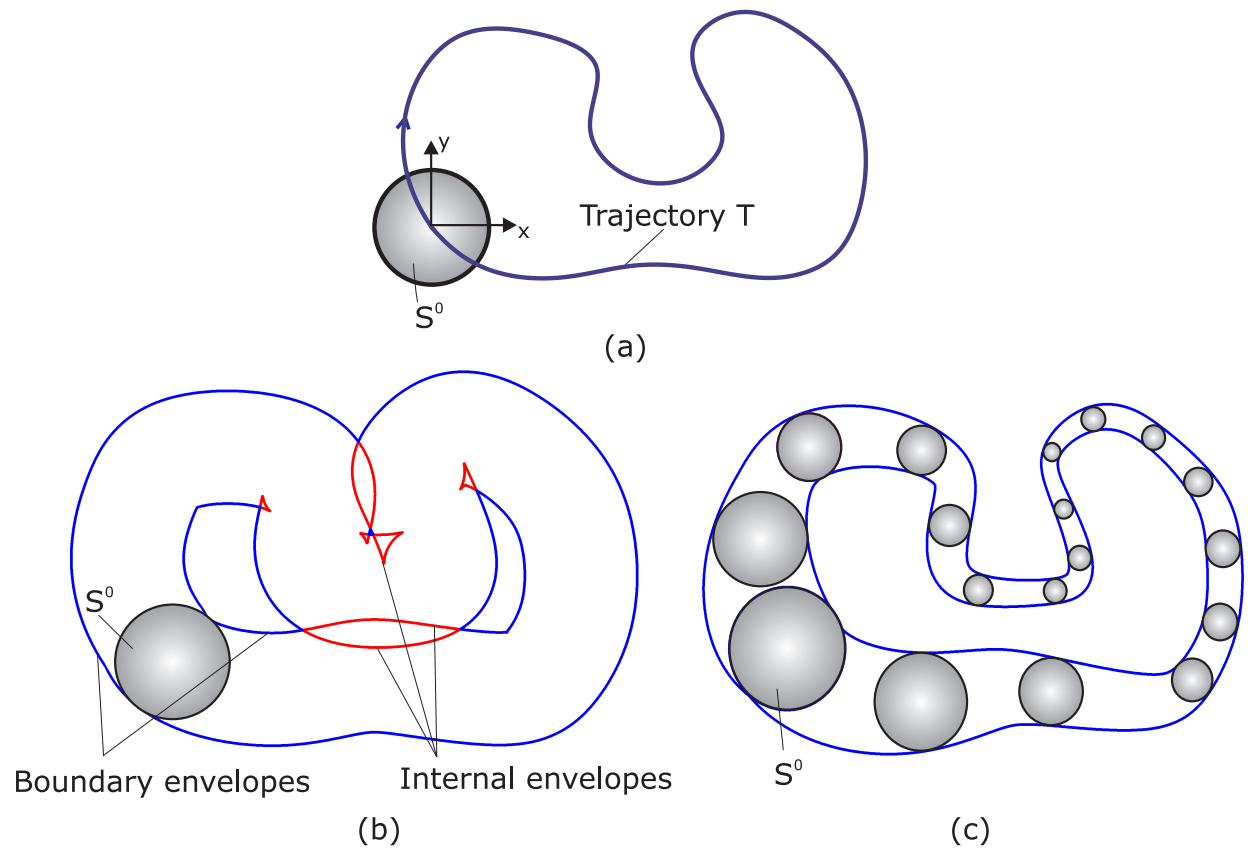 y
x
Trajectory T
S⁰
(a)
S⁰
Boundary envelopes
Internal envelopes
S⁰
(b)
(c)